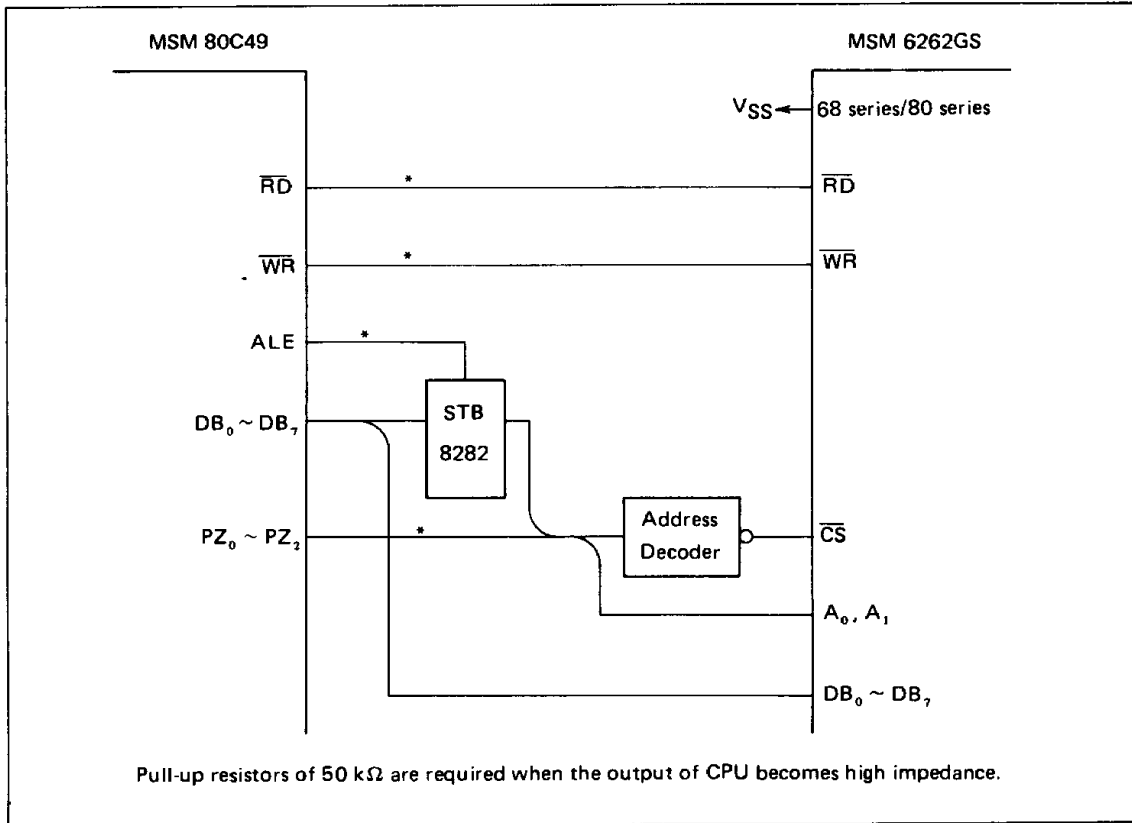 MSM 80C49
MSM 6262GS
VSS 68 series/80 series
RD RD
* 
WR WR
* 
ALE *
STB
8282
DB₀ ~ DB₇
PZ₀ ~ PZ₂ *
Address
Decoder
CS
A₀, A₁
DB₀ ~ DB₇
Pull-up resistors of 50 kΩ are required when the output of CPU becomes high impedance.